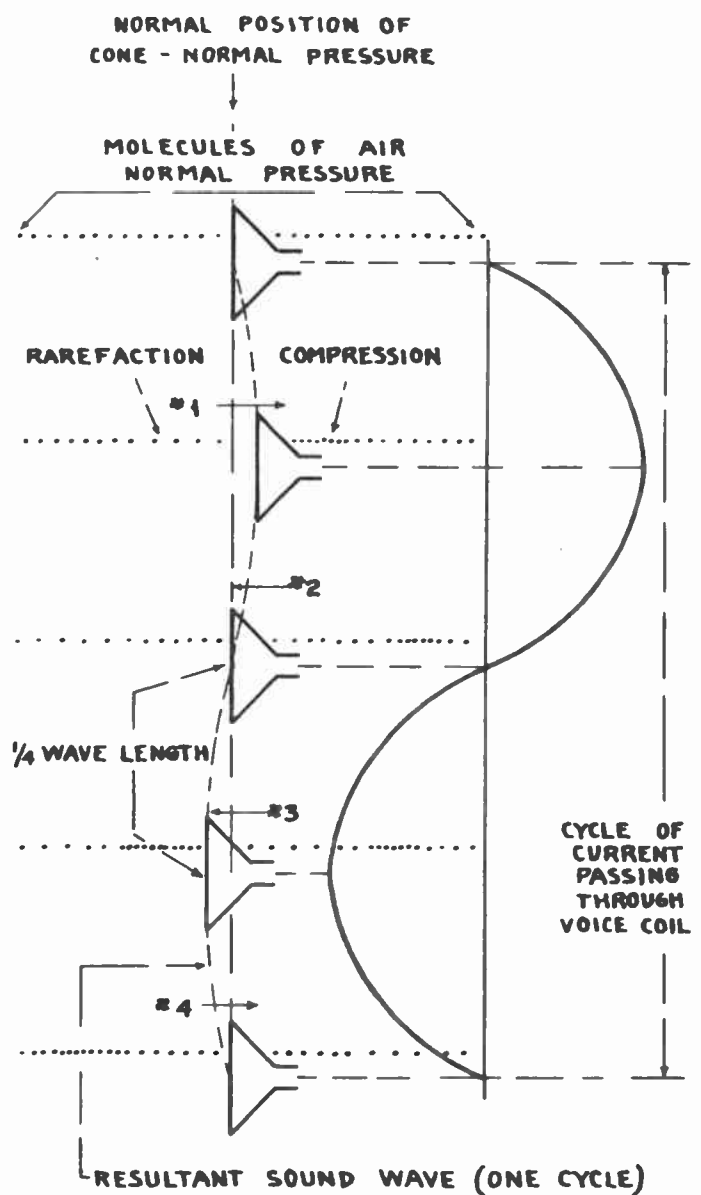 NORMAL POSITION OF
CONE - NORMAL PRESSURE
MOLECULES OF AIR
NORMAL PRESSURE
RAREFACTION
COMPRESSION
#1
#2
1/4 WAVE LENGTH
#3
CYCLE OF
CURRENT
PASSING
THROUGH
VOICE COIL
#4
RESULTANT SOUND WAVE (ONE CYCLE)